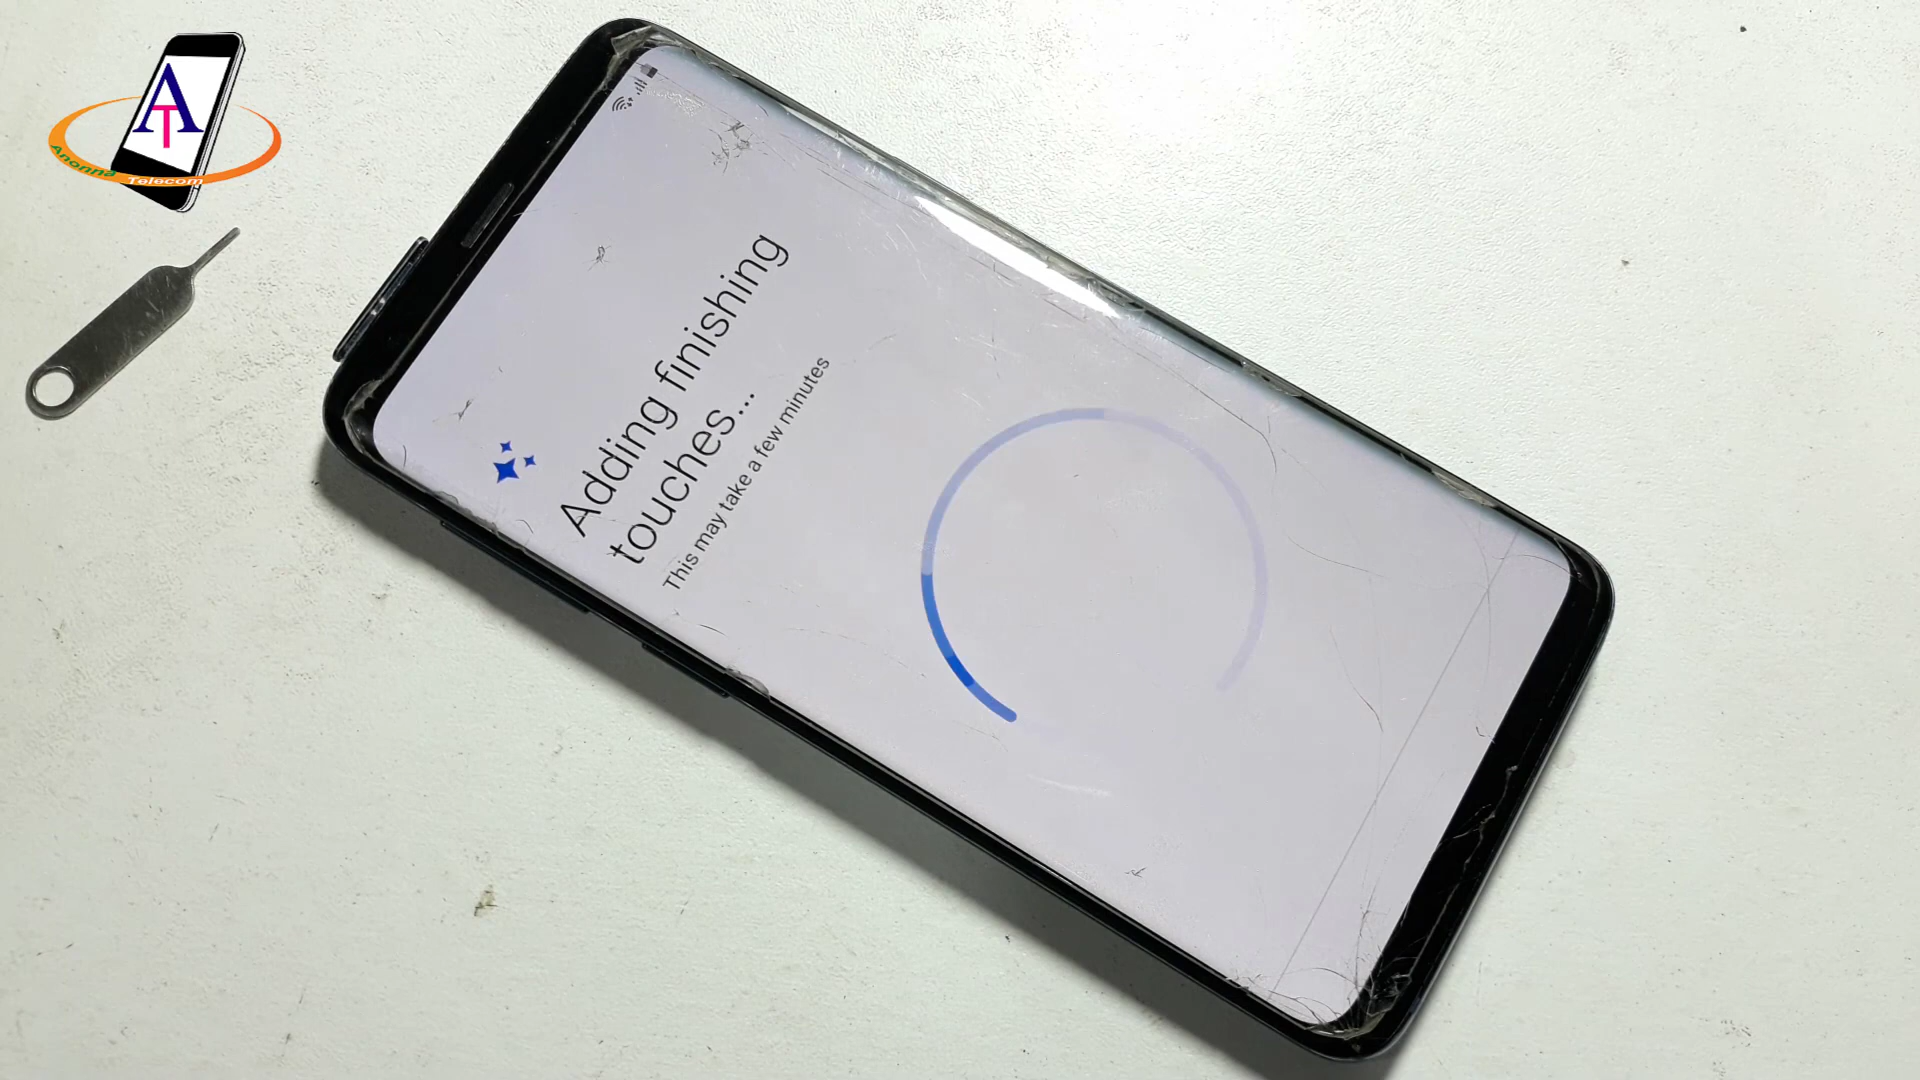 AT
Anonna Telecom
Adding finishing
touches...
This may take a few minutes